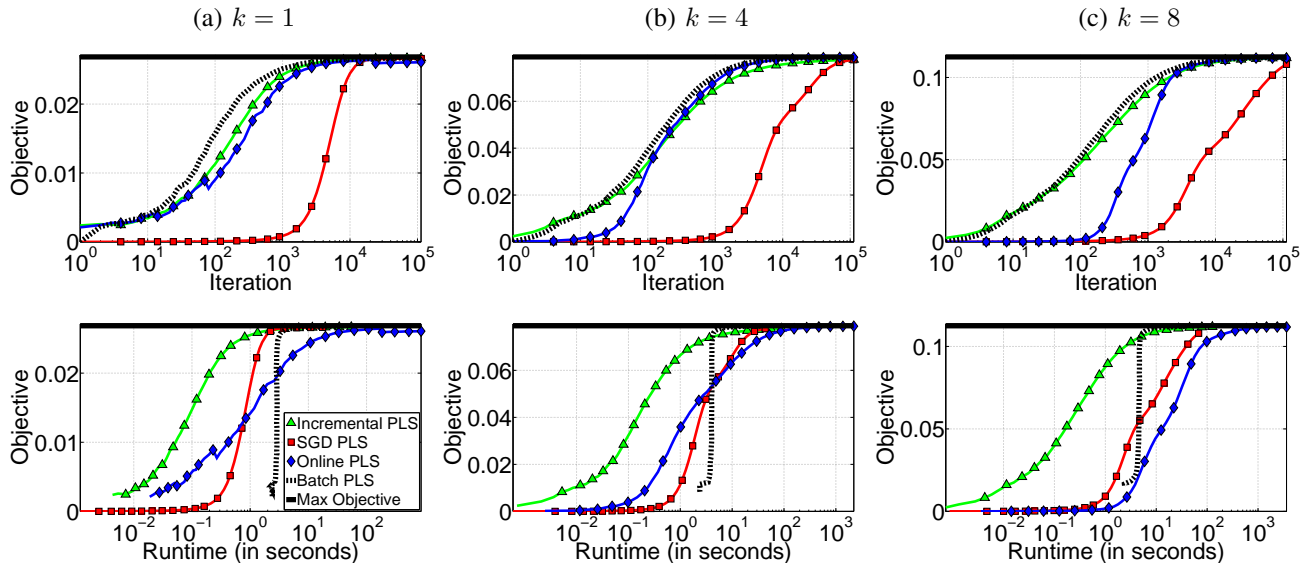 (a) k = 1
(b) k = 4
(c) k = 8
Objective
0.02
0.01
0
10^0
10^1
10^2
10^3
10^4
10^5
Iteration
Objective
0.06
0.04
0.02
0
10^0
10^1
10^2
10^3
10^4
10^5
Iteration
Objective
0.1
0.05
0
10^0
10^1
10^2
10^3
10^4
10^5
Iteration
Objective
0.02
0.01
0
10^−2
10^−1
10^0
10^1
10^2
Runtime (in seconds)
Incremental PLS
SGD PLS
Online PLS
Batch PLS
Max Objective
Objective
0.06
0.04
0.02
0
10^−2
10^−1
10^0
10^1
10^2
10^3
Runtime (in seconds)
Objective
0.1
0.05
0
10^−2
10^−1
10^0
10^1
10^2
10^3
Runtime (in seconds)